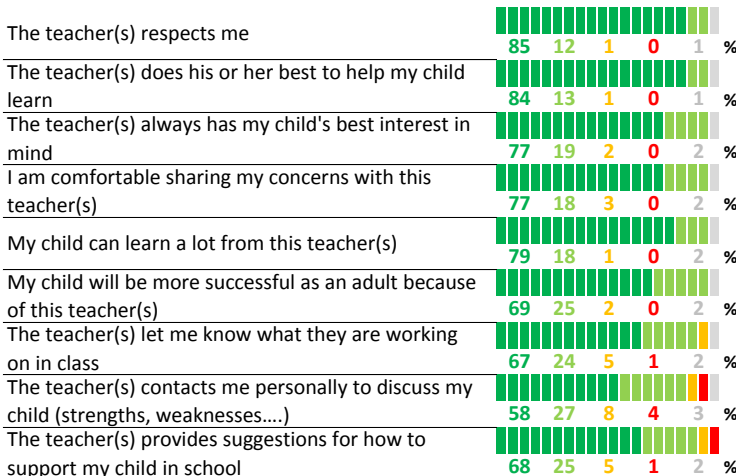 The teacher(s) respects me
85 12 1 0 1 %
The teacher(s) does his or her best to help my child
learn
84 13 1 0 1 %
The teacher(s) always has my child's best interest in
mind
77 19 2 0 2 %
I am comfortable sharing my concerns with this
teacher(s)
77 18 3 0 2 %
My child can learn a lot from this teacher(s)
79 18 1 0 2 %
My child will be more successful as an adult because
of this teacher(s)
69 25 2 0 2 %
The teacher(s) let me know what they are working
on in class
67 24 5 1 2 %
The teacher(s) contacts me personally to discuss my
child (strengths, weaknesses....)
58 27 8 4 3 %
The teacher(s) provides suggestions for how to
support my child in school
68 25 5 1 2 %